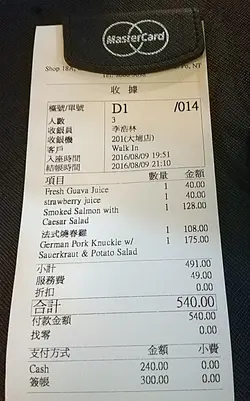 MasterCard
Shop 18A, NT
收據
檯號/單號 D1 /014
人數 3
收銀員 李浩林
收銀機 201(大埔店)
客戶 Walk In
入座時間 2016/08/09 19:51
結帳時間 2016/08/09 21:10
項目 數量 金額
Fresh Guava Juice 1 40.00
strawberry juice 1 40.00
Smoked Salmon with 1 128.00
Caesar Salad
法式燒春雞 1 108.00
German Pork Knuckle w/ 1 175.00
Sauerkraut & Potato Salad
小計 491.00
服務費 49.00
折扣 0.00
合計 540.00
付款金額 540.00
找零 0.00
支付方式 金額 小費
Cash 240.00 0.00
簽帳 300.00 0.00